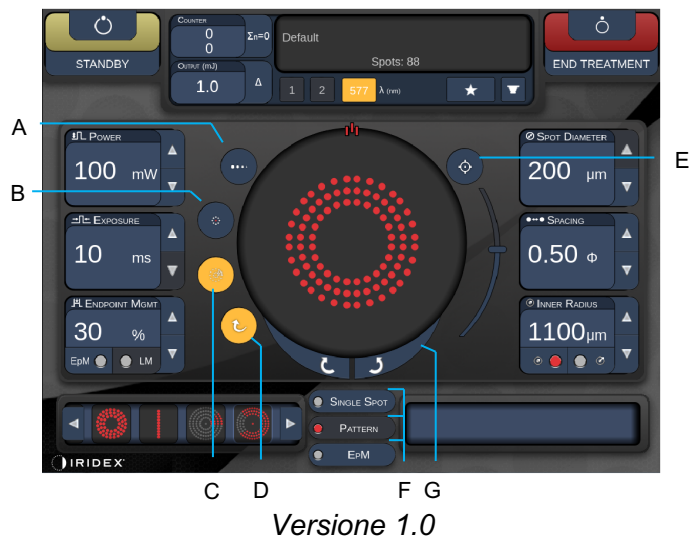 STANDBY
COUNTER
0
0
Σn=0
OUTPUT (mJ)
1.0
Δ
Default
Spots: 88
1 2 577 λ (nm)
END TREATMENT
A
B
E
POWER
100 mW
EXPOSURE
10 ms
ENDPOINT MGMT
30 %
EpM LM
SPOT DIAMETER
200 μm
SPACING
0.50 Φ
INNER RADIUS
1100μm
SINGLE SPOT
PATTERN
EPM
IRIDEX
C D F G
Versione 1.0